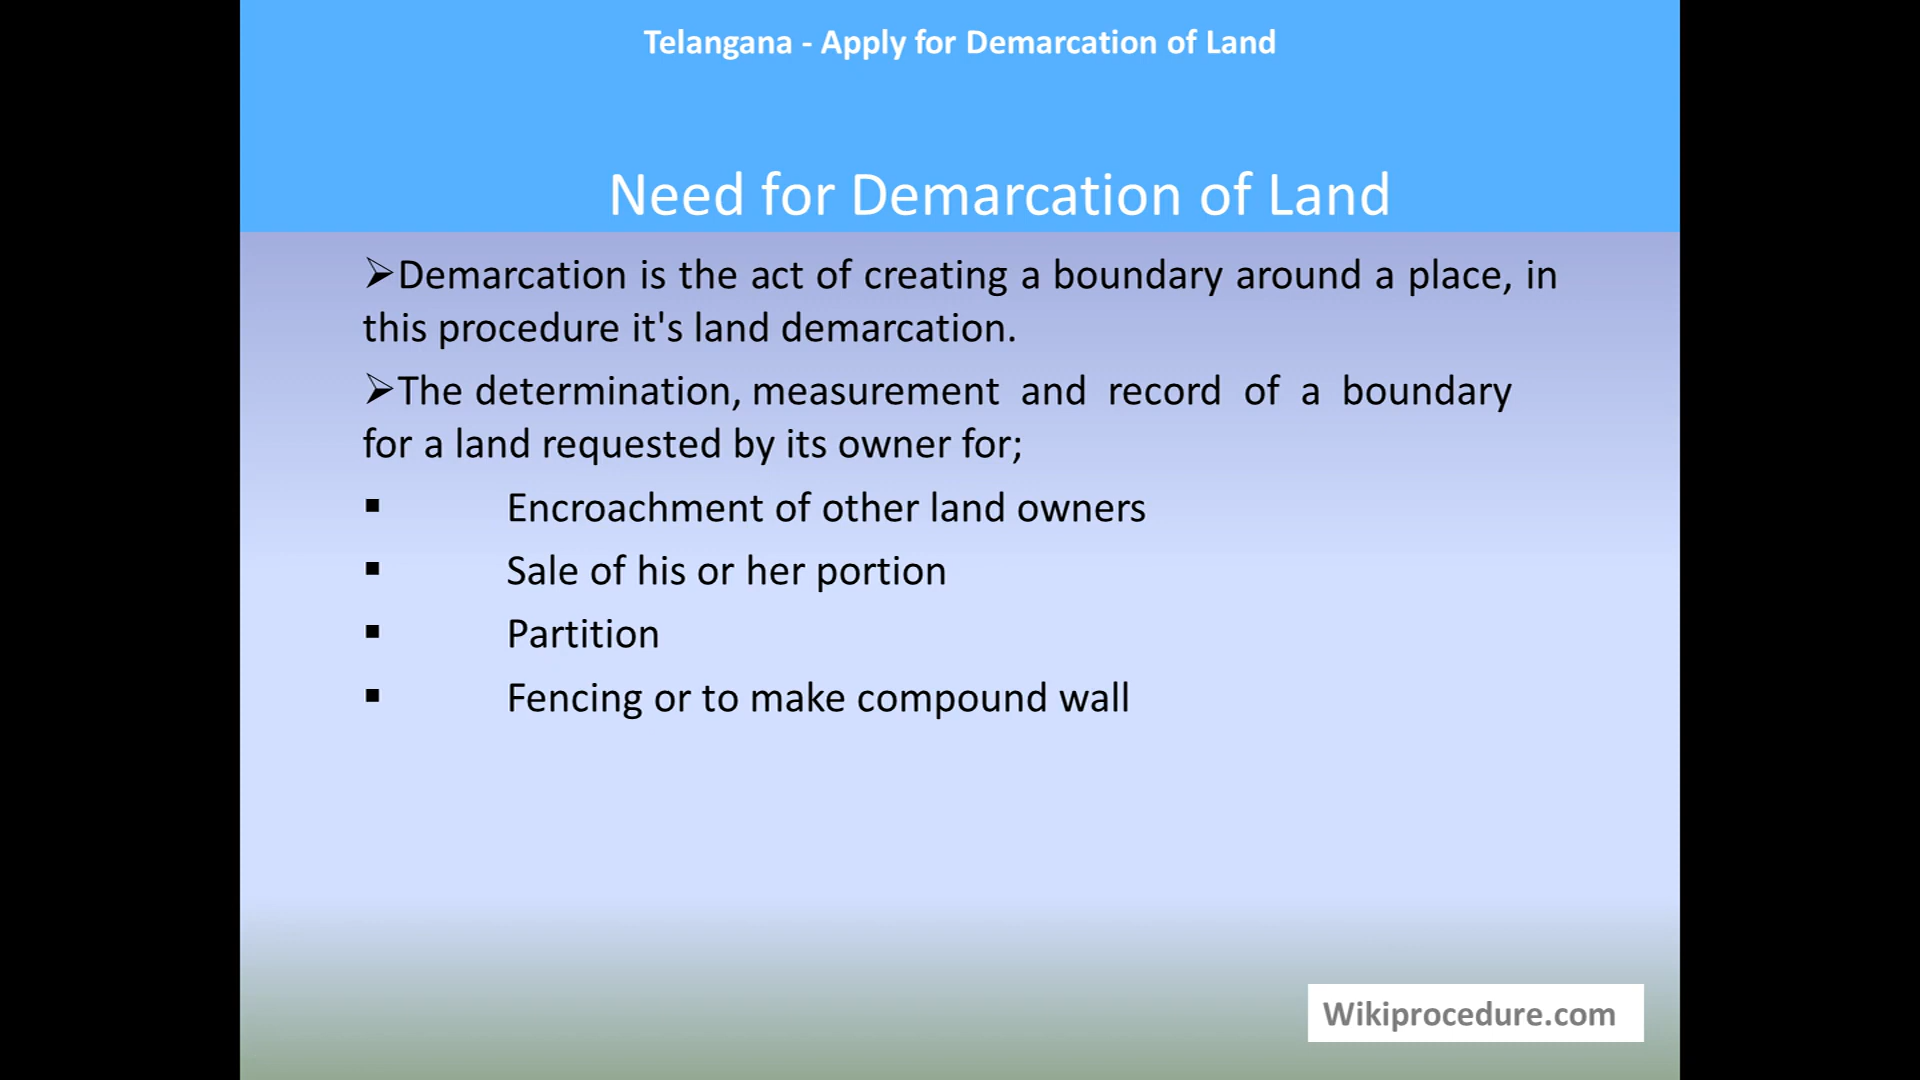 Telangana - Apply for Demarcation of Land
Need for Demarcation of Land
➢Demarcation is the act of creating a boundary around a place, in
this procedure it's land demarcation.
➢The determination, measurement and record of a boundary
for a land requested by its owner for;
▪ Encroachment of other land owners
▪ Sale of his or her portion
▪ Partition
▪ Fencing or to make compound wall
Wikiprocedure.com